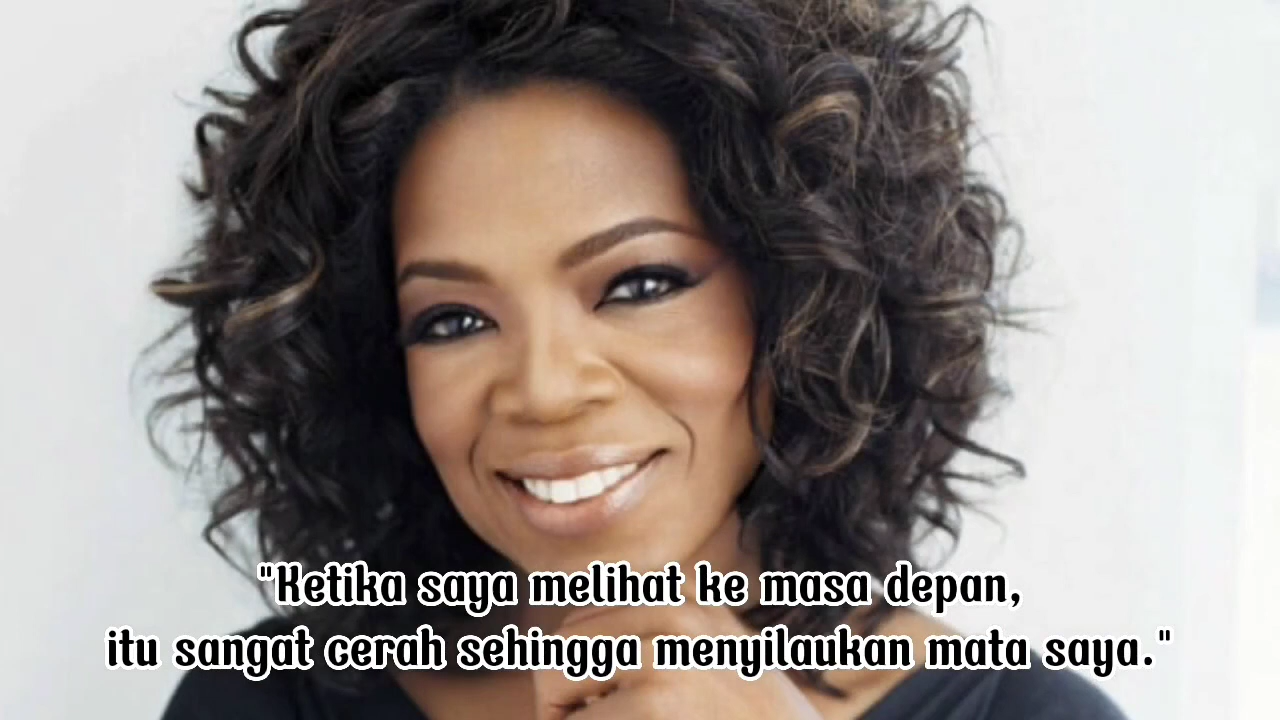 "Ketika saya melihat ke masa depan,
itu sangat cerah sehingga menyilaukan mata saya."